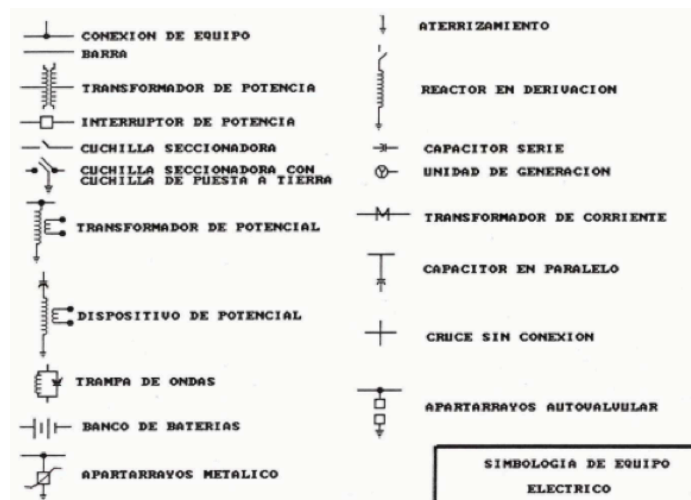 CONEXION DE EQUIPO
BARRA
TRANSFORMADOR DE POTENCIA
INTERRUPTOR DE POTENCIA
CUCHILLA SECCIONADORA
CUCHILLA SECCIONADORA CON
CUCHILLA DE PUESTA A TIERRA
TRANSFORMADOR DE POTENCIAL
DISPOSITIVO DE POTENCIAL
TRAMPA DE ONDAS
BANCO DE BATERIAS
APARTARRAYOS METALICO
ATERRIZAMIENTO
REACTOR EN DERIVACION
CAPACITOR SERIE
UNIDAD DE GENERACION
TRANSFORMADOR DE CORRIENTE
CAPACITOR EN PARALELO
CRUCE SIN CONEXION
APARTARRAYOS AUTOVALVULAR
SIMBOLOGIA DE EQUIPO
ELECTRICO